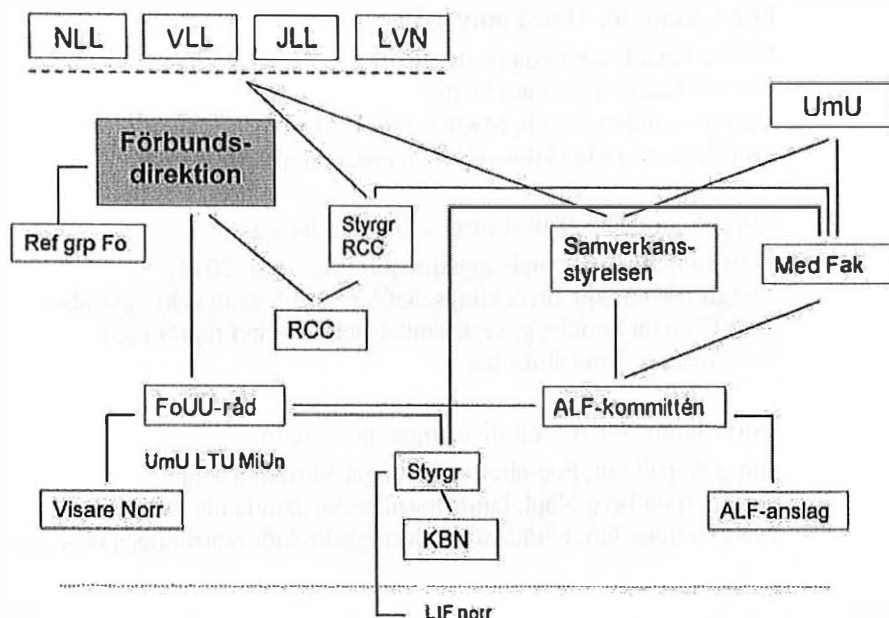 NLL
VLL
JLL
LVN
UmU
Förbunds-
direktion
Ref grp Fo
Styrgr
RCC
Samverkans-
styrelsen
Med Fak
RCC
FoUU-råd
ALF-kommittén
UmU LTU MiUn
Visare Norr
Styrgr
KBN
ALF-anslag
LIF norr